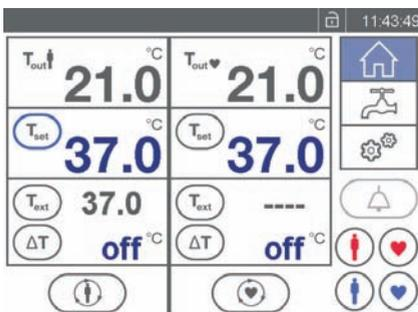 11:43:49
Tout °C Tout °C
21.0 21.0
Tset °C Tset °C
37.0 37.0
Text 37.0 Text ----
ΔT off °C ΔT off °C